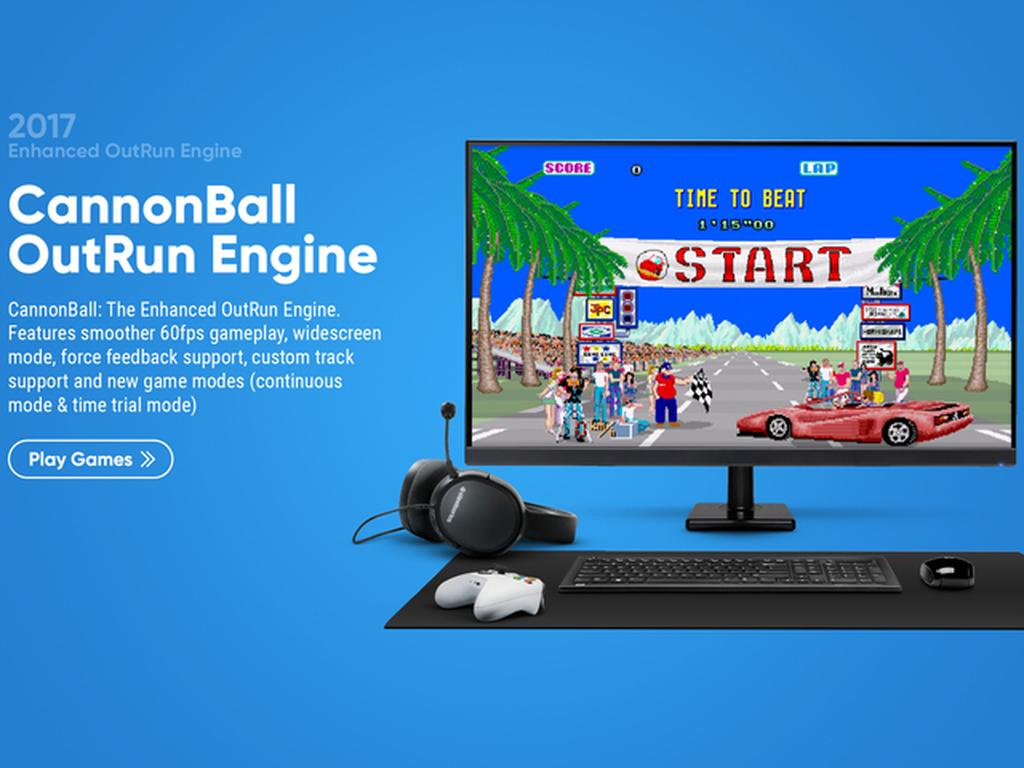 2017
Enhanced OutRun Engine
CannonBall
OutRun Engine
CannonBall: The Enhanced OutRun Engine.
Features smoother 60fps gameplay, widescreen
mode, force feedback support, custom track
support and new game modes (continuous
mode & time trial mode)
Play Games
SCORE 0 LAP
TIME TO BEAT
1'15"00
START